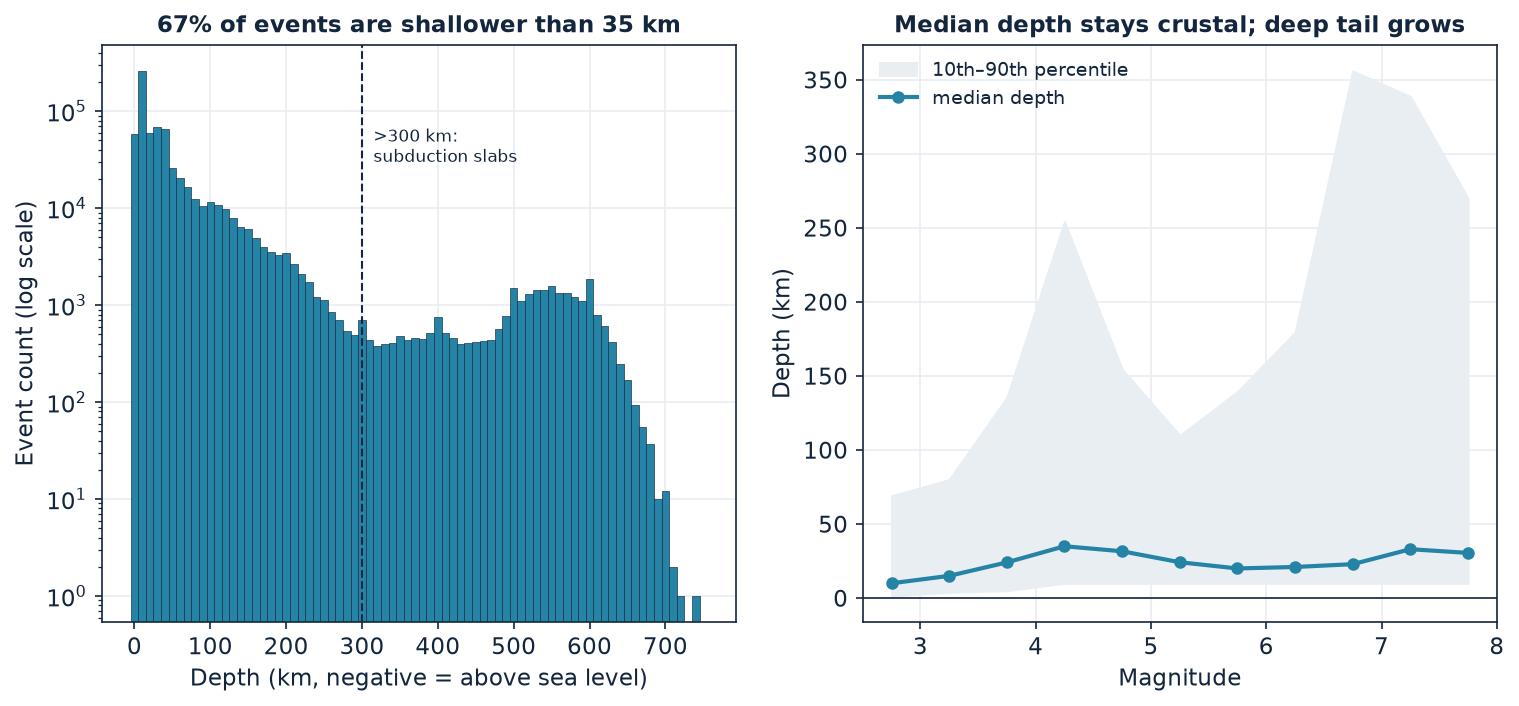 67% of events are shallower than 35 km
Event count (log scale)
10^5
10^4
10^3
10^2
10^1
10^0
>300 km:
subduction slabs
0 100 200 300 400 500 600 700
Depth (km, negative = above sea level)
Median depth stays crustal; deep tail grows
Depth (km)
350
300
250
200
150
100
50
0
10th–90th percentile
median depth
3 4 5 6 7 8
Magnitude